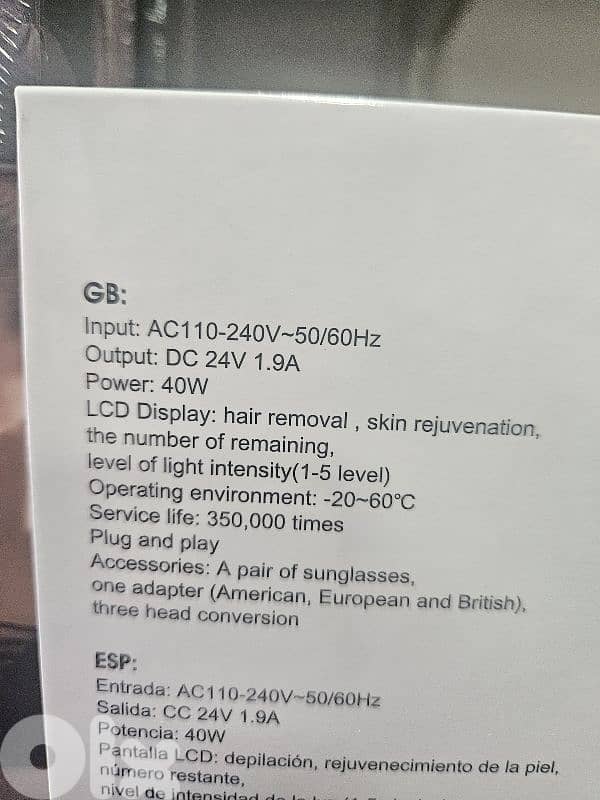 GB:
Input: AC110-240V~50/60Hz
Output: DC 24V 1.9A
Power: 40W
LCD Display: hair removal , skin rejuvenation,
the number of remaining,
level of light intensity(1-5 level)
Operating environment: -20~60℃
Service life: 350,000 times
Plug and play
Accessories: A pair of sunglasses,
one adapter (American, European and British),
three head conversion
ESP:
Entrada: AC110-240V~50/60Hz
Salida: CC 24V 1.9A
Potencia: 40W
Pantalla LCD: depilación, rejuvenecimiento de la piel,
número restante,
nivel de intensidad de